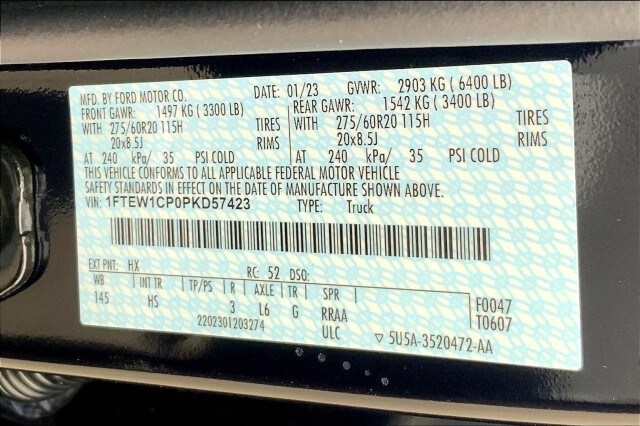 MFD. BY FORD MOTOR CO. DATE: 01/23 GVWR: 2903 KG ( 6400 LB)
FRONT GAWR: 1497 KG ( 3300 LB) REAR GAWR: 1542 KG ( 3400 LB)
WITH 275/60R20 115H TIRES WITH 275/60R20 115H TIRES
20x8.5J RIMS 20x8.5J RIMS
AT 240 kPa/ 35 PSI COLD AT 240 kPa/ 35 PSI COLD
THIS VEHICLE CONFORMS TO ALL APPLICABLE FEDERAL MOTOR VEHICLE
SAFETY STANDARDS IN EFFECT ON THE DATE OF MANUFACTURE SHOWN ABOVE.
VIN: 1FTEW1CP0PKD57423 TYPE: Truck
EXT PNT: HX RC: 52 DSO:
WB INT TR TP/PS R AXLE TR SPR
145 HS 3 L6 G RRAA F0047
2202301203274 ULC T0607
▽ 5U5A-3520472-AA